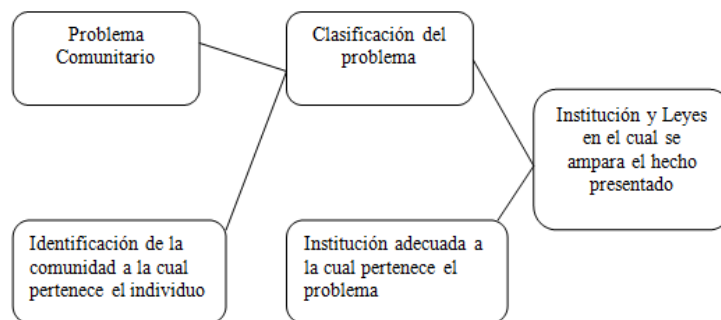 Problema
Comunitario
Clasificación del
problema
Institución y Leyes
en el cual se
ampara el hecho
presentado
Identificación de la
comunidad a la cual
pertenece el individuo
Institución adecuada a
la cual pertenece el
problema